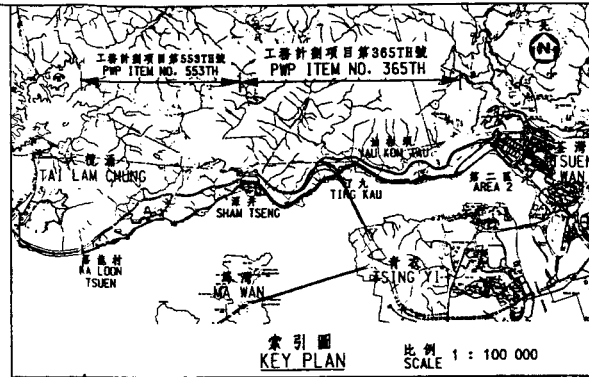 工務計劃項目第553TH號
PWP ITEM NO. 553TH
工務計劃項目第365TH號
PWP ITEM NO. 365TH
N
大欖涌
TAI LAM CHUNG
嘉龍村
KA LOON
TSUEN
深井
SHAM TSENG
汀九
TING KAU
油柑頭
YAU KOM TAU
第二區
AREA 2
荃灣
TSUEN
WAN
馬灣
MA WAN
青衣
TSING YI
索引圖
KEY PLAN
比例
SCALE 1 : 100 000